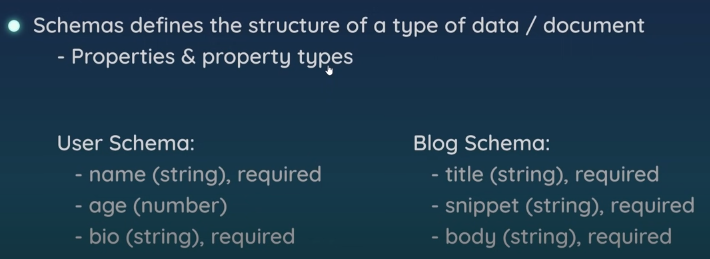 Schemas defines the structure of a type of data / document
- Properties & property types
User Schema:
- name (string), required
- age (number)
- bio (string), required
Blog Schema:
- title (string), required
- snippet (string), required
- body (string), required